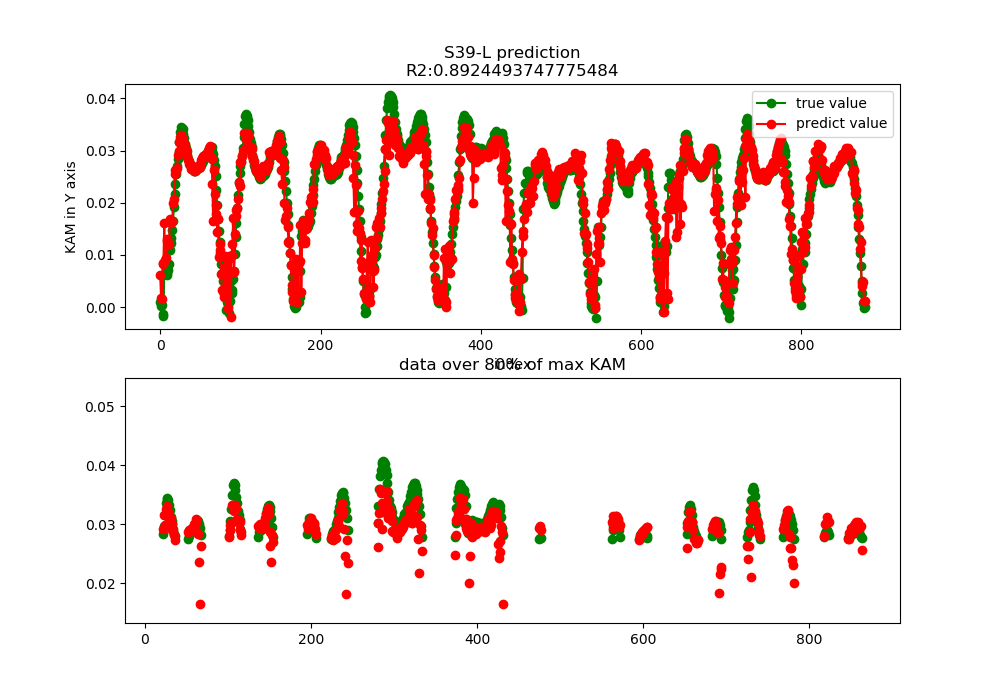 S39-L prediction
R2:0.8924493747775484
true value
predict value
KAM in Y axis
0.04
0.03
0.02
0.01
0.00
0 200 400 600 800
index
data over 80% of max KAM
0.05
0.04
0.03
0.02
0 200 400 600 800